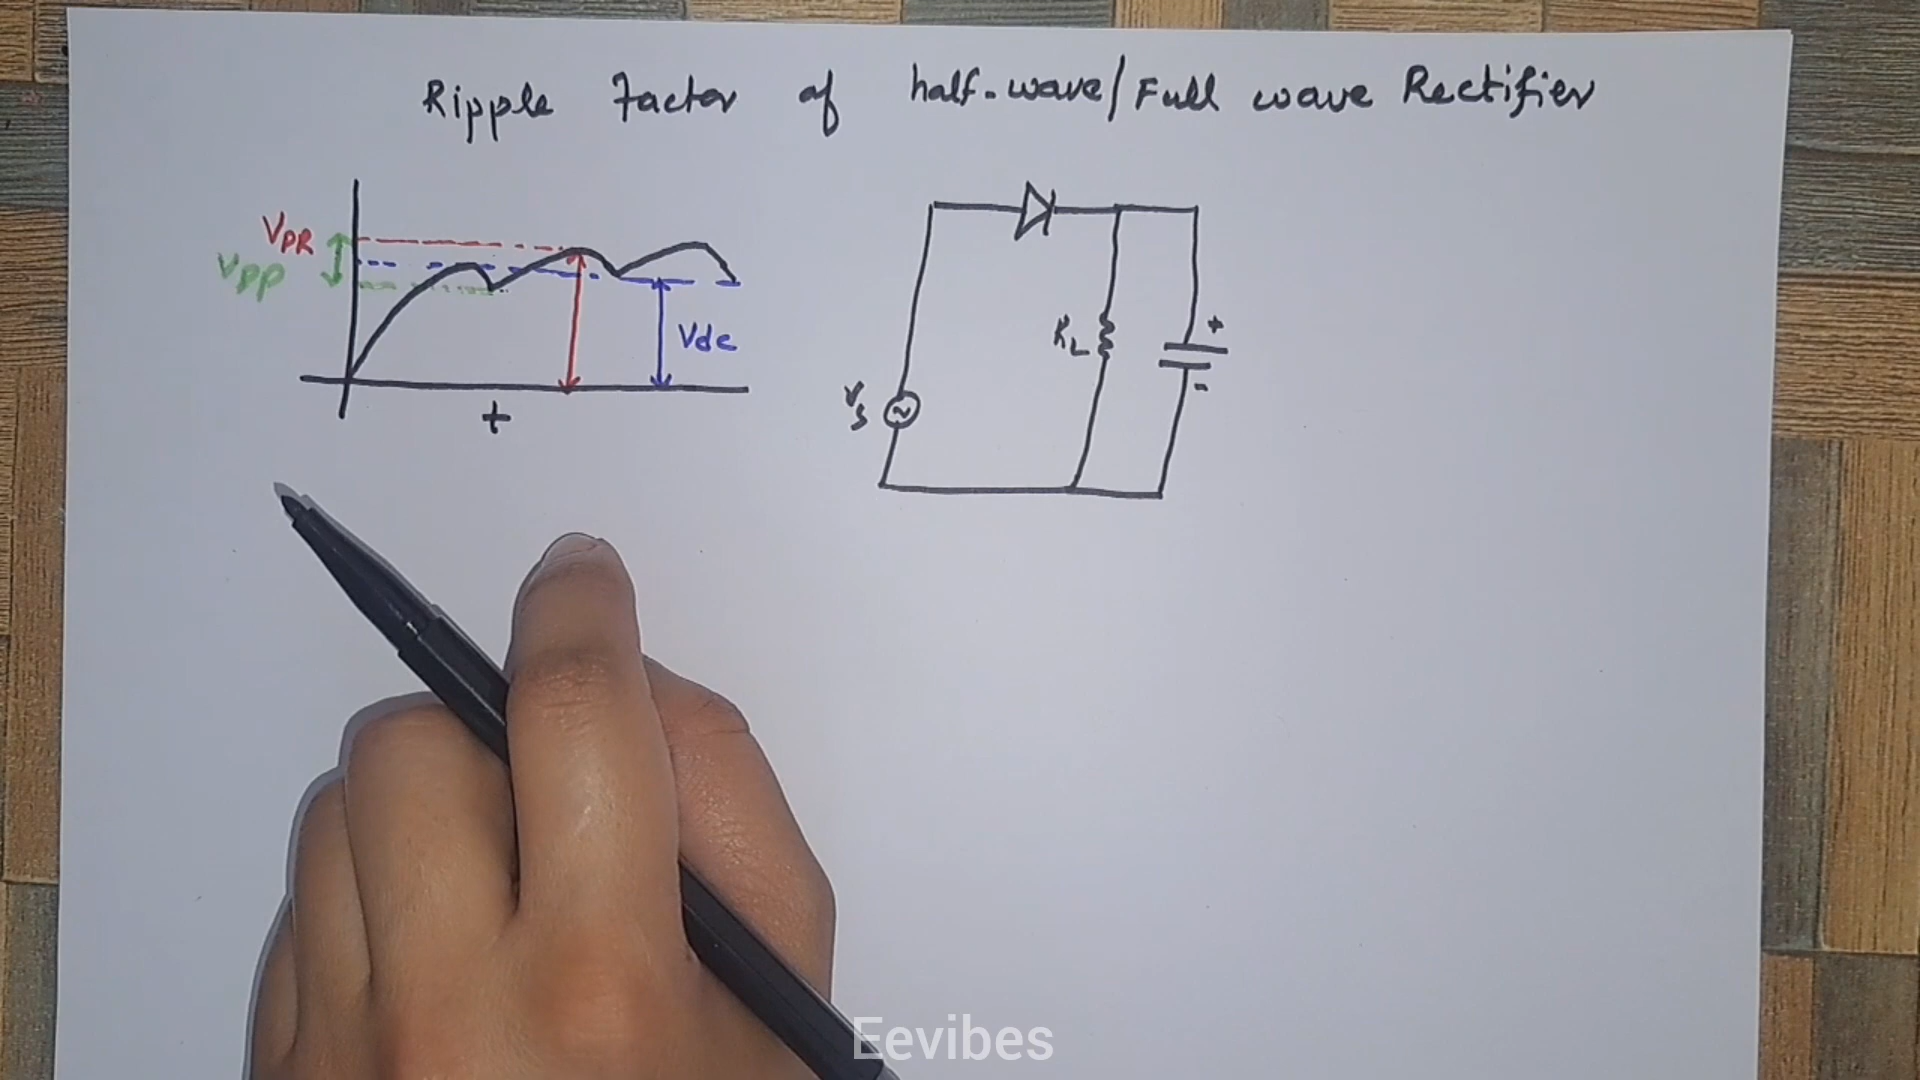 Ripple Factor of half-wave/Full wave Rectifier
VPR
VPP
Vdc
t
RL
+
-
Vs
Eevibes